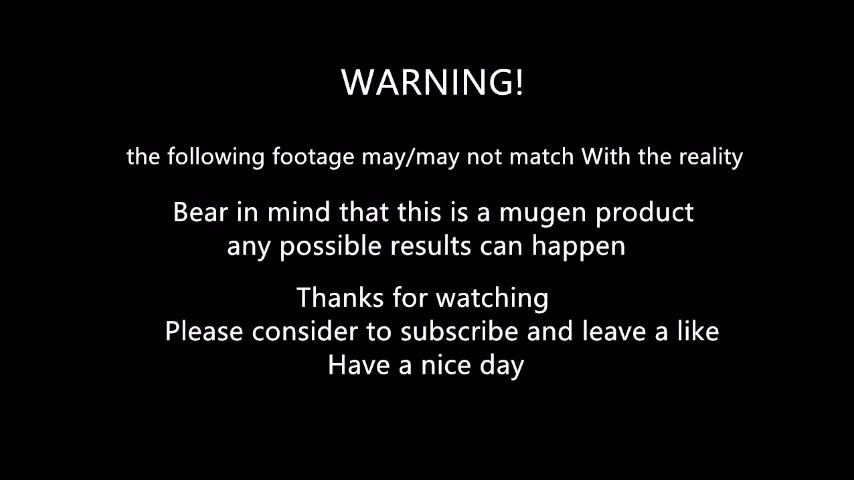 WARNING!
the following footage may/may not match With the reality
Bear in mind that this is a mugen product
any possible results can happen
Thanks for watching
Please consider to subscribe and leave a like
Have a nice day